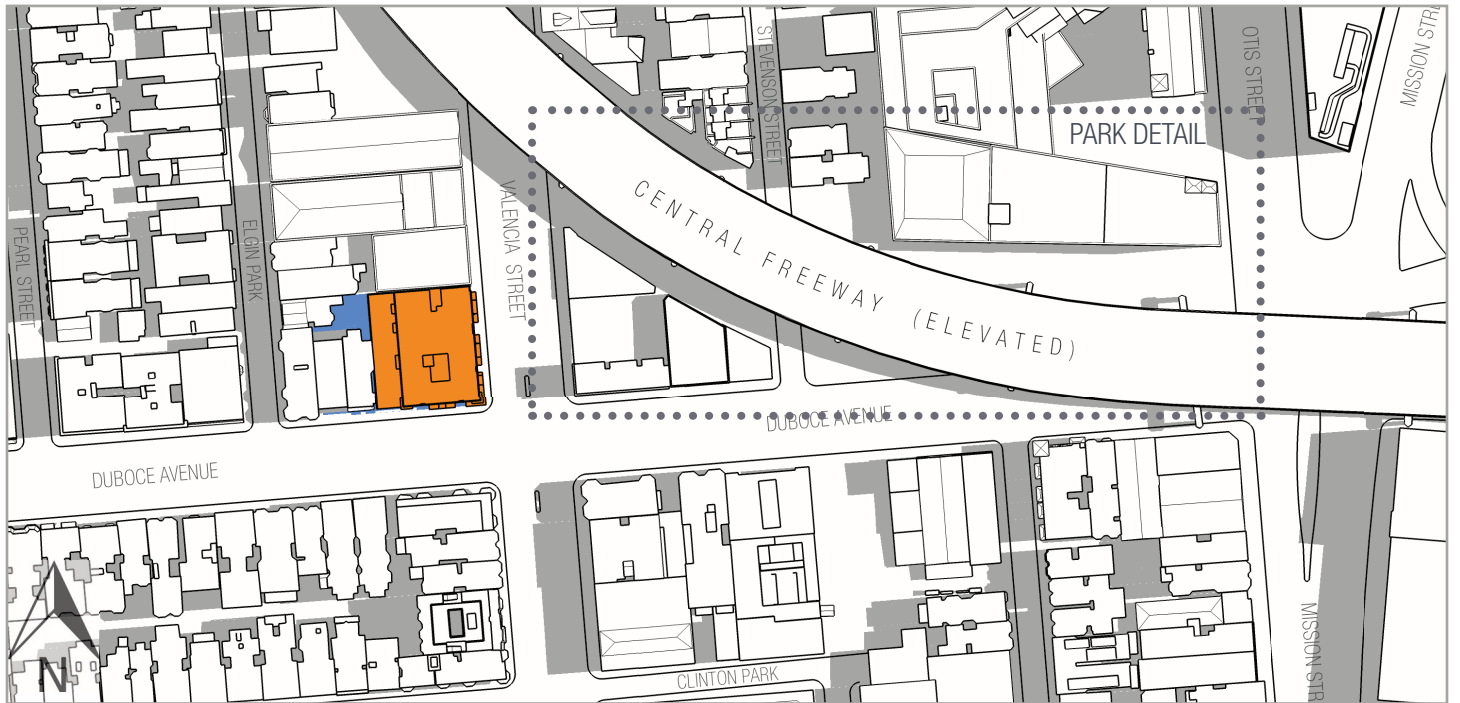 STEVENSON STREET
OTIS STREET
MISSION STR
PARK DETAIL
PEARL STREET
ELGIN PARK
VALENCIA STREET
CENTRAL FREEWAY (ELEVATED)
DUBOCE AVENUE
DUBOCE AVENUE
N
CLINTON PARK
MISISION STR